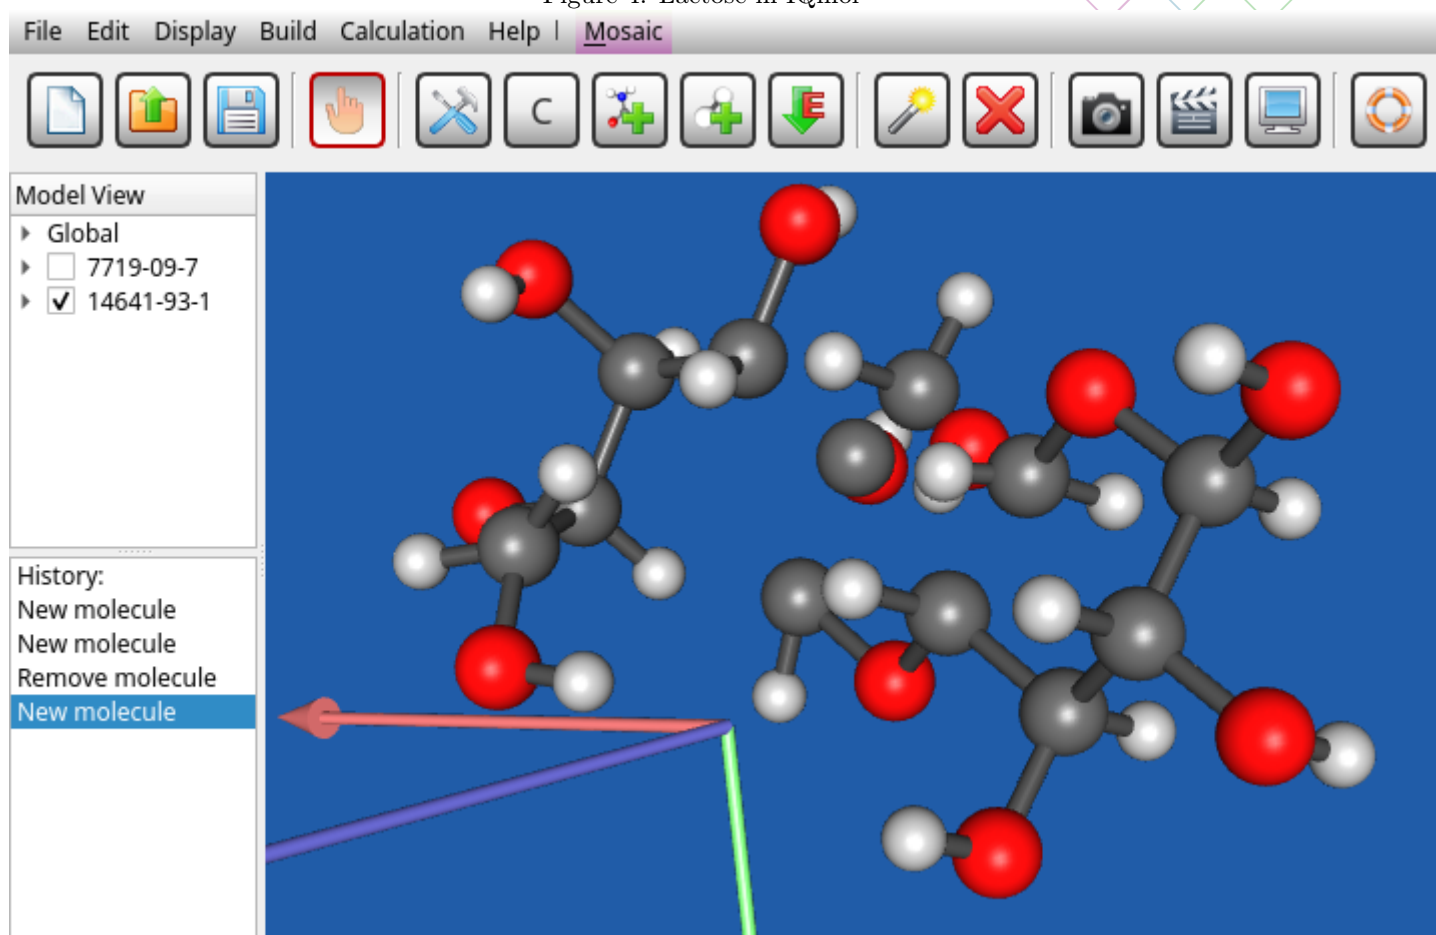 File Edit Display Build Calculation Help Mosaic
C E
Model View
Global
7719-09-7
14641-93-1
History:
New molecule
New molecule
Remove molecule
New molecule